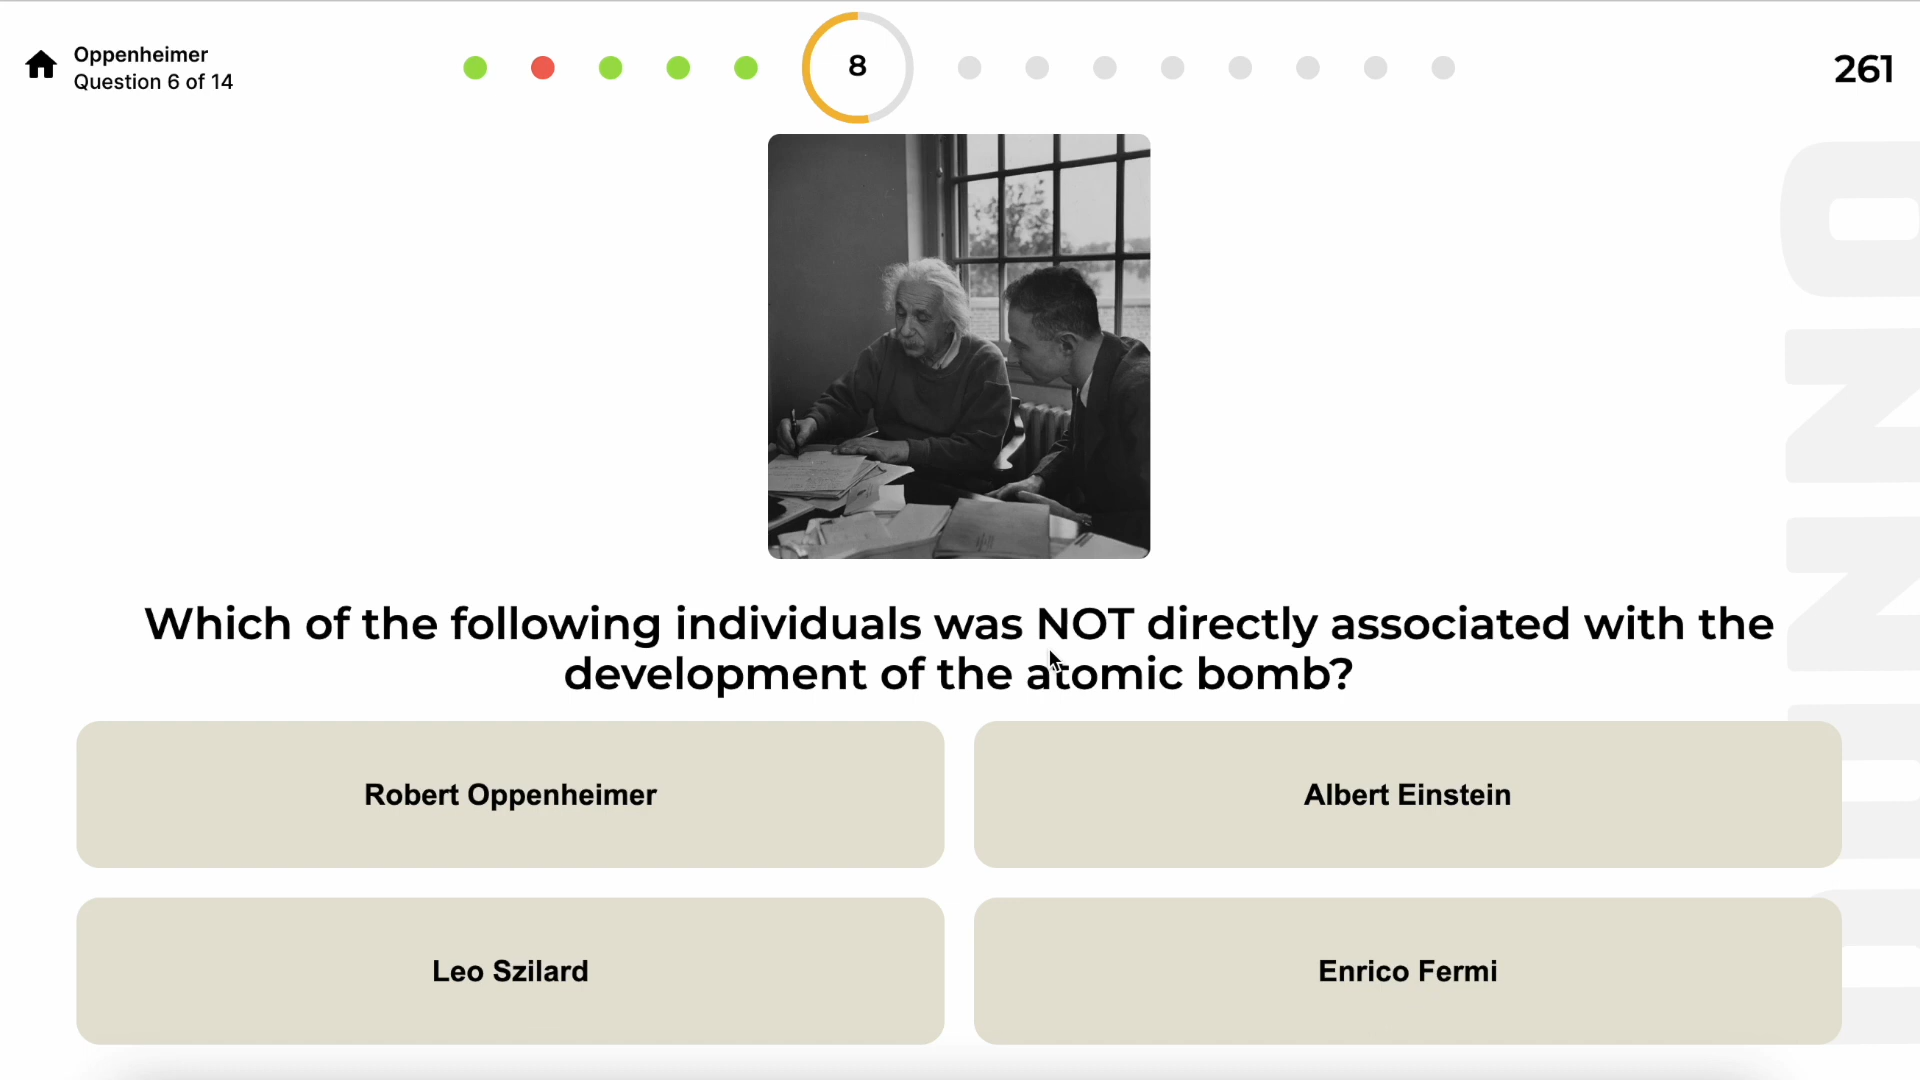 Oppenheimer
Question 6 of 14
8
261
Which of the following individuals was NOT directly associated with the
development of the atomic bomb?
Robert Oppenheimer
Albert Einstein
Leo Szilard
Enrico Fermi